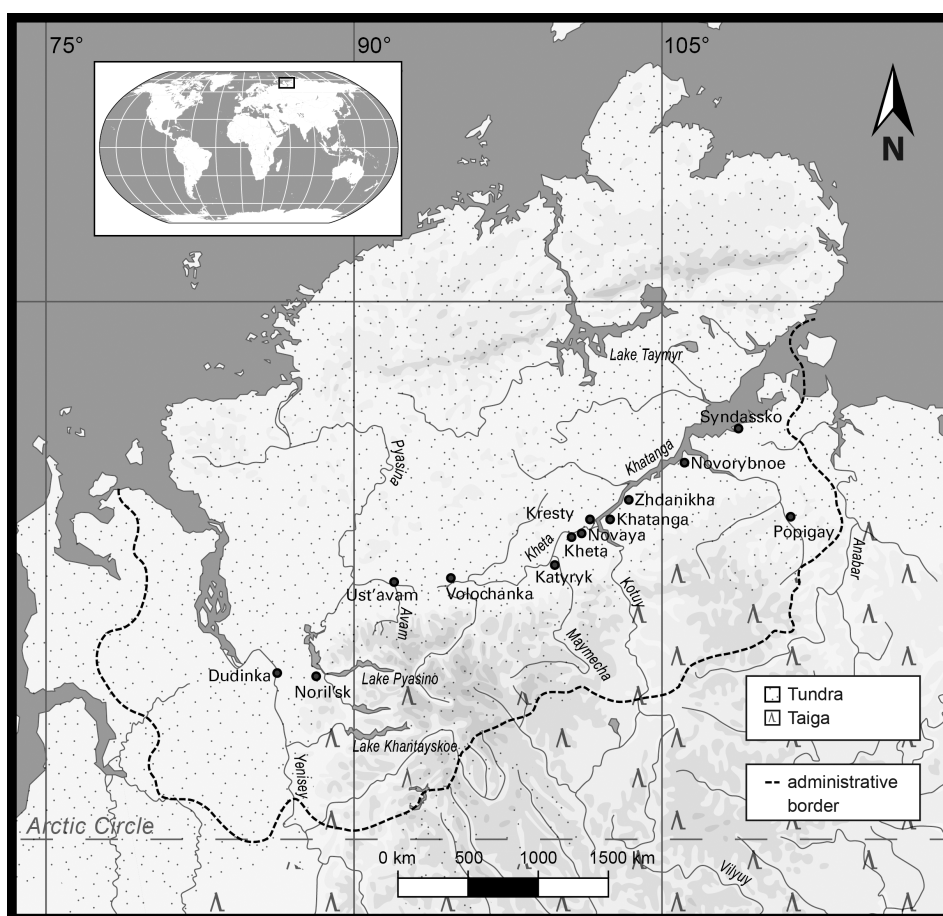 75°
90°
105°
N
Lake Taymyr
Syndassko
Pyasina
Khatanga
Novorybnoe
Zhdanikha
Kresty
Khatanga
Popigay
Novaya
Kheta
Kheta
Anabar
Katyryk
Kotuy
Ust'avam
Volochanka
Avam
Maymecha
Dudinka
Lake Pyasino
Noril'sk
Tundra
Taiga
Lake Khantayskoe
Yenisey
administrative
border
Arctic Circle
0 km
500
1000
1500 km
Vilyuy